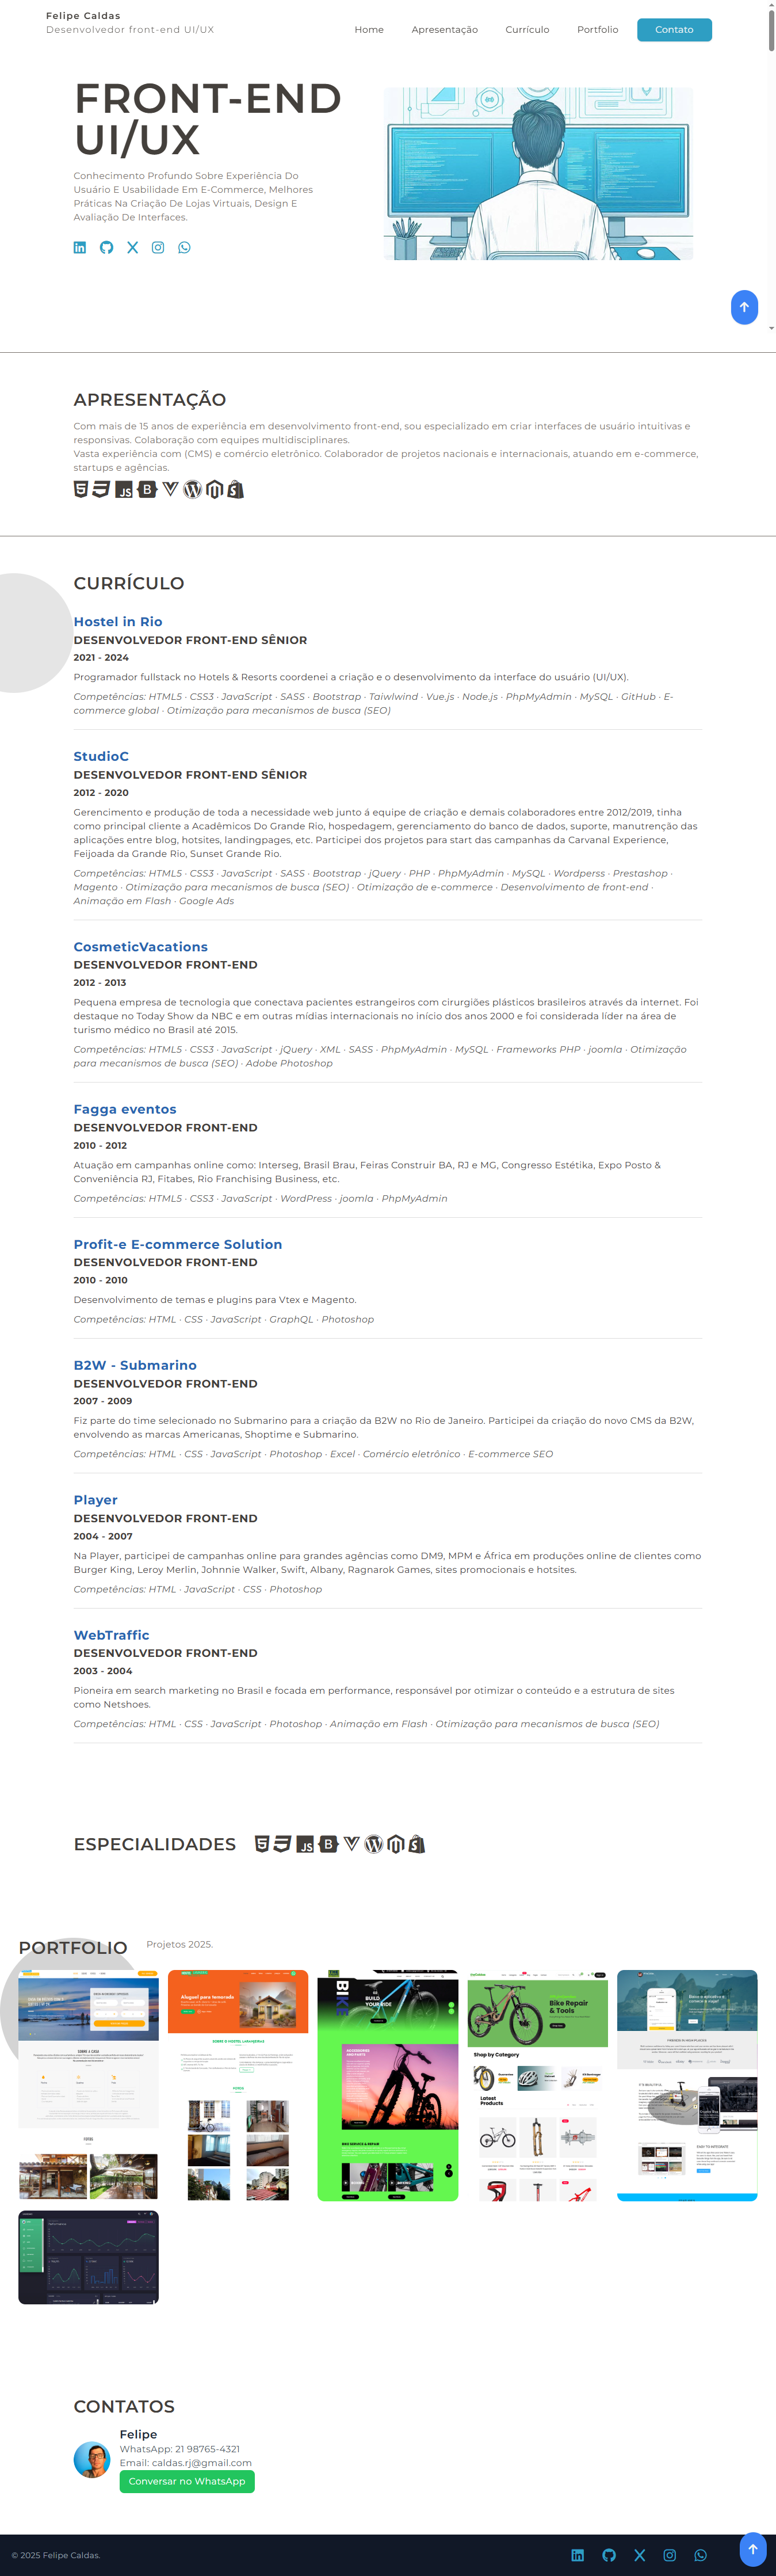 Felipe Caldas
Desenvolvedor front-end UI/UX
Home
Apresentação
Currículo
Portfolio
Contato
FRONT-END
UI/UX
Conhecimento Profundo Sobre Experiência Do
Usuário E Usabilidade Em E-Commerce, Melhores
Práticas Na Criação De Lojas Virtuais, Design E
Avaliação De Interfaces.
APRESENTAÇÃO
Com mais de 15 anos de experiência em desenvolvimento front-end, sou especializado em criar interfaces de usuário intuitivas e
responsivas. Colaboração com equipes multidisciplinares.
Vasta experiência com (CMS) e comércio eletrônico. Colaborador de projetos nacionais e internacionais, atuando em e-commerce,
startups e agências.
CURRÍCULO
Hostel in Rio
DESENVOLVEDOR FRONT-END SÊNIOR
2021 - 2024
Programador fullstack no Hotels & Resorts coordenei a criação e o desenvolvimento da interface do usuário (UI/UX).
Competências: HTML5 · CSS3 · JavaScript · SASS · Bootstrap · Taiwlwind · Vue.js · Node.js · PhpMyAdmin · MySQL · GitHub · E-
commerce global · Otimização para mecanismos de busca (SEO)
StudioC
DESENVOLVEDOR FRONT-END SÊNIOR
2012 - 2020
Gerencimento e produção de toda a necessidade web junto á equipe de criação e demais colaboradores entre 2012/2019, tinha
como principal cliente a Acadêmicos Do Grande Rio, hospedagem, gerenciamento do banco de dados, suporte, manutrenção das
aplicações entre blog, hotsites, landingpages, etc. Participei dos projetos para start das campanhas da Carvanal Experience,
Feijoada da Grande Rio, Sunset Grande Rio.
Competências: HTML5 · CSS3 · JavaScript · SASS · Bootstrap · jQuery · PHP · PhpMyAdmin · MySQL · Wordperss · Prestashop ·
Magento · Otimização para mecanismos de busca (SEO) · Otimização de e-commerce · Desenvolvimento de front-end ·
Animação em Flash · Google Ads
CosmeticVacations
DESENVOLVEDOR FRONT-END
2012 - 2013
Pequena empresa de tecnologia que conectava pacientes estrangeiros com cirurgiões plásticos brasileiros através da internet. Foi
destaque no Today Show da NBC e em outras mídias internacionais no início dos anos 2000 e foi considerada líder na área de
turismo médico no Brasil até 2015.
Competências: HTML5 · CSS3 · JavaScript · jQuery · XML · SASS · PhpMyAdmin · MySQL · Frameworks PHP · joomla · Otimização
para mecanismos de busca (SEO) · Adobe Photoshop
Fagga eventos
DESENVOLVEDOR FRONT-END
2010 - 2012
Atuação em campanhas online como: Interseg, Brasil Brau, Feiras Construir BA, RJ e MG, Congresso Estétika, Expo Posto &
Conveniência RJ, Fitabes, Rio Franchising Business, etc.
Competências: HTML5 · CSS3 · JavaScript · WordPress · joomla · PhpMyAdmin
Profit-e E-commerce Solution
DESENVOLVEDOR FRONT-END
2010 - 2010
Desenvolvimento de temas e plugins para Vtex e Magento.
Competências: HTML · CSS · JavaScript · GraphQL · Photoshop
B2W - Submarino
DESENVOLVEDOR FRONT-END
2007 - 2009
Fiz parte do time selecionado no Submarino para a criação da B2W no Rio de Janeiro. Participei da criação do novo CMS da B2W,
envolvendo as marcas Americanas, Shoptime e Submarino.
Competências: HTML · CSS · JavaScript · Photoshop · Excel · Comércio eletrônico · E-commerce SEO
Player
DESENVOLVEDOR FRONT-END
2004 - 2007
Na Player, participei de campanhas online para grandes agências como DM9, MPM e África em produções online de clientes como
Burger King, Leroy Merlin, Johnnie Walker, Swift, Albany, Ragnarok Games, sites promocionais e hotsites.
Competências: HTML · JavaScript · CSS · Photoshop
WebTraffic
DESENVOLVEDOR FRONT-END
2003 - 2004
Pioneira em search marketing no Brasil e focada em performance, responsável por otimizar o conteúdo e a estrutura de sites
como Netshoes.
Competências: HTML · CSS · JavaScript · Photoshop · Animação em Flash · Otimização para mecanismos de busca (SEO)
ESPECIALIDADES
PORTFOLIO
Projetos 2025.
SOBRE A CASA
FOTOS
Aluguel para temporada
BIKE
BUILD
YOUR RIDE
BIKE SERVICE & REPAIR
Bike Repair
& Tools
Shop by Category
Latest
Products
EASY TO INTEGRATE
CONTATOS
Felipe
WhatsApp: 21 98765-4321
Email: caldas.rj@gmail.com
Conversar no WhatsApp
© 2025 Felipe Caldas.